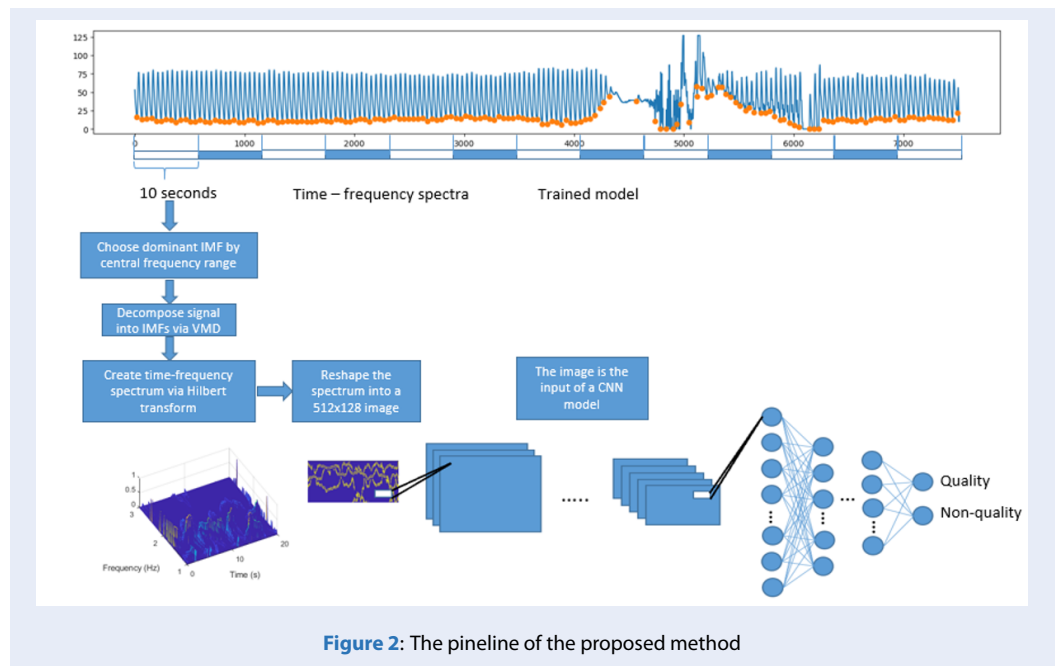 125
100
75
50
25
0
0
1000
2000
3000
4000
5000
6000
7000
10 seconds
Time – frequency spectra
Trained model
Choose dominant IMF by
central frequency range
Decompose signal
into IMFs via VMD
Create time-frequency
spectrum via Hilbert
transform
Reshape the
spectrum into a
512x128 image
The image is the
input of a CNN
model
1
0.5
0
3
2
1
Frequency (Hz)
0
10
20
Time (s)
.....
...
Quality
Non-quality
Figure 2: The pineline of the proposed method